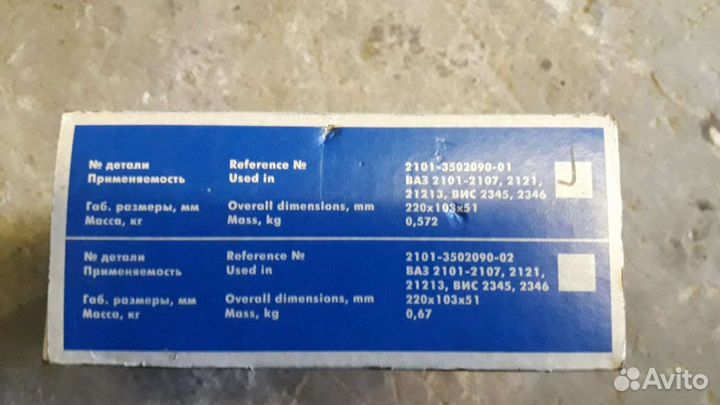 № детали Reference № 2101-3502090-01
Применяемость Used in ВАЗ 2101-2107, 2121,
21213, ВИС 2345, 2346
Габ. размеры, мм Overall dimensions, mm 220x103x51
Масса, кг Mass, kg 0,572
№ детали Reference № 2101-3502090-02
Применяемость Used in ВАЗ 2101-2107, 2121,
21213, ВИС 2345, 2346
Габ. размеры, мм Overall dimensions, mm 220x103x51
Масса, кг Mass, kg 0,67
Avito